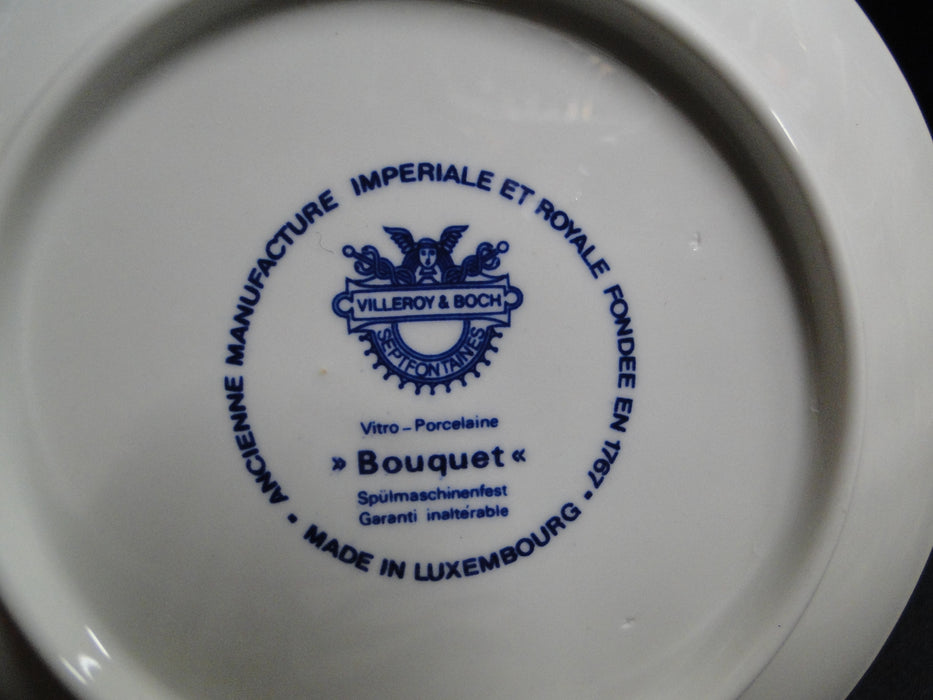 ANCIENNE MANUFACTURE IMPERIALE ET ROYALE FONDEE EN 1767 •
MADE IN LUXEMBOURG •
VILLEROY & BOCH
SEPTFONTAINES
Vitro – Porcelaine
» Bouquet «
Spülmaschinenfest
Garanti inaltérable